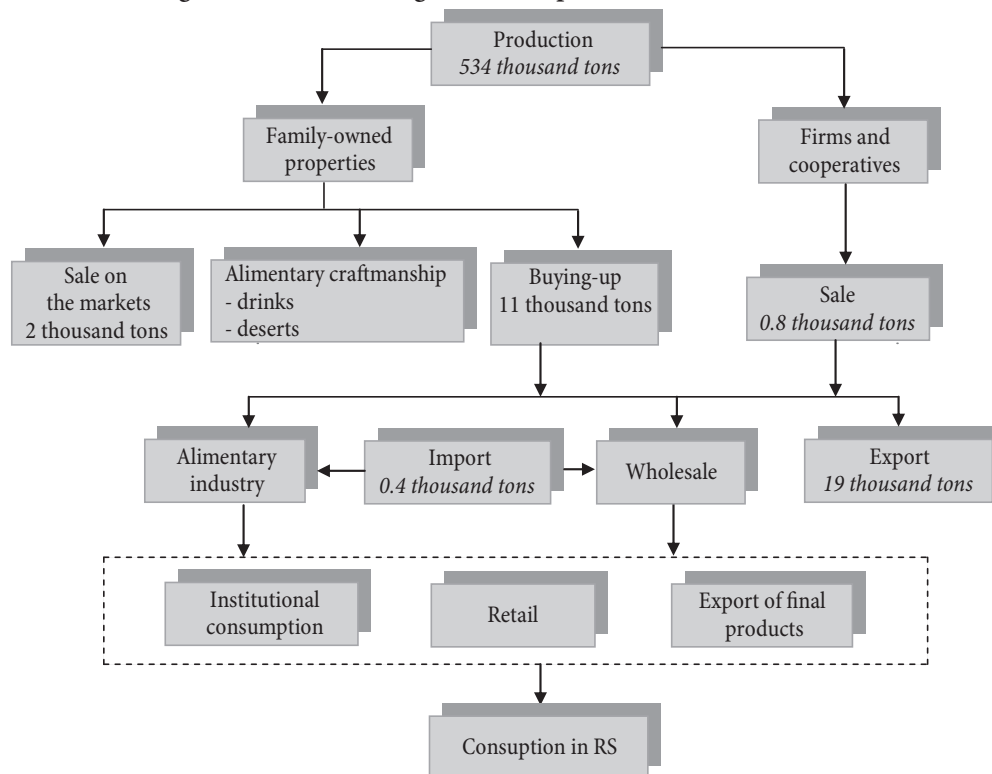 Production
534 thousand tons
Family-owned
properties
Firms and
cooperatives
Sale on
the markets
2 thousand tons
Alimentary craftmanship
- drinks
- deserts
Buying-up
11 thousand tons
Sale
0.8 thousand tons
Alimentary
industry
Import
0.4 thousand tons
Wholesale
Export
19 thousand tons
Institutional
consumption
Retail
Export of final
products
Consuption in RS